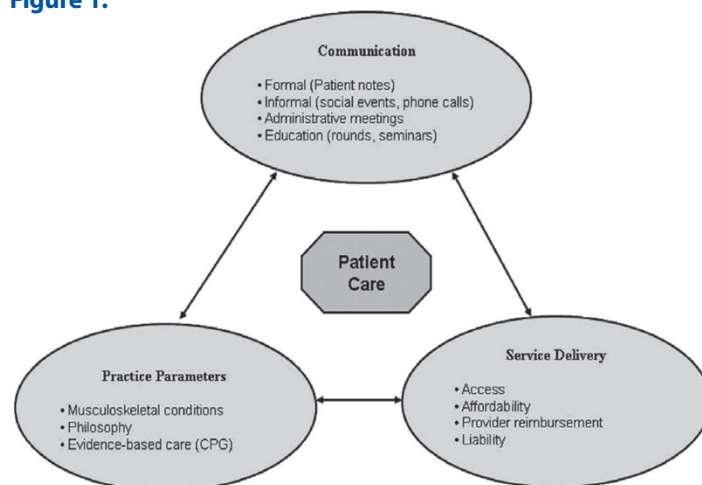 Figure 1.
Communication
• Formal (Patient notes)
• Informal (social events, phone calls)
• Administrative meetings
• Education (rounds, seminars)
Patient
Care
Practice Parameters
• Musculoskeletal conditions
• Philosophy
• Evidence-based care (CPG)
Service Delivery
• Access
• Affordability
• Provider reimbursement
• Liability